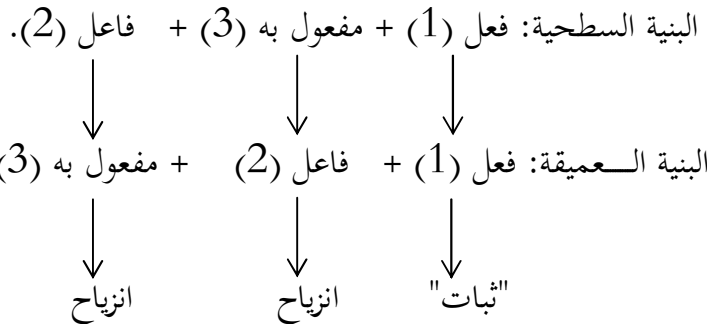 البنية السطحية: فعل (1) + مفعول به (3) + فاعل (2).
البنية الـــعميقة: فعل (1) + فاعل (2) + مفعول به (3)
"ثبات" انزياح انزياح